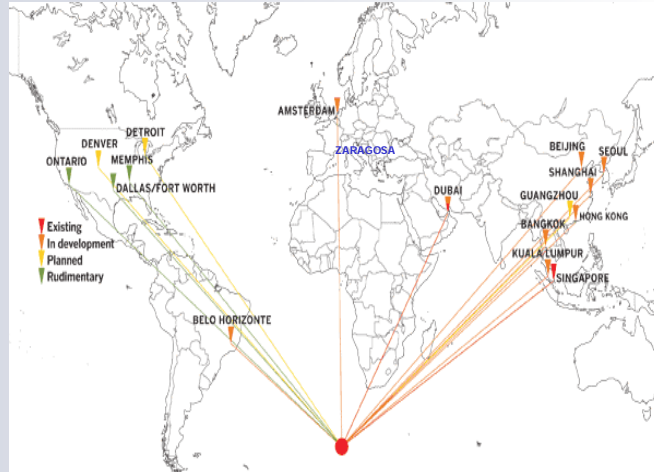 DETROIT
AMSTERDAM
DENVER
ZARAGOSA
BEIJING
SEOUL
ONTARIO
MEMPHIS
SHANGHAI
DALLAS/FORT WORTH
DUBAI
GUANGZHOU
HONG KONG
BANGKOK
Existing
In development
Planned
Rudimentary
KUALA LUMPUR
SINGAPORE
BELO HORIZONTE